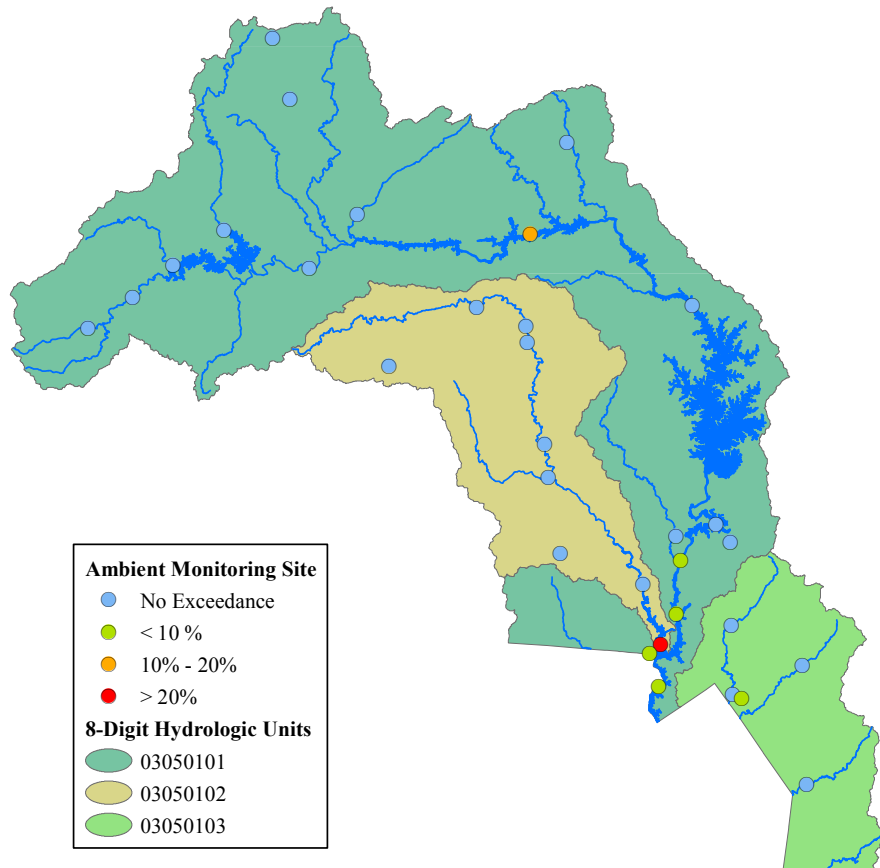 Ambient Monitoring Site
No Exceedance
< 10 %
10% - 20%
> 20%
8-Digit Hydrologic Units
03050101
03050102
03050103